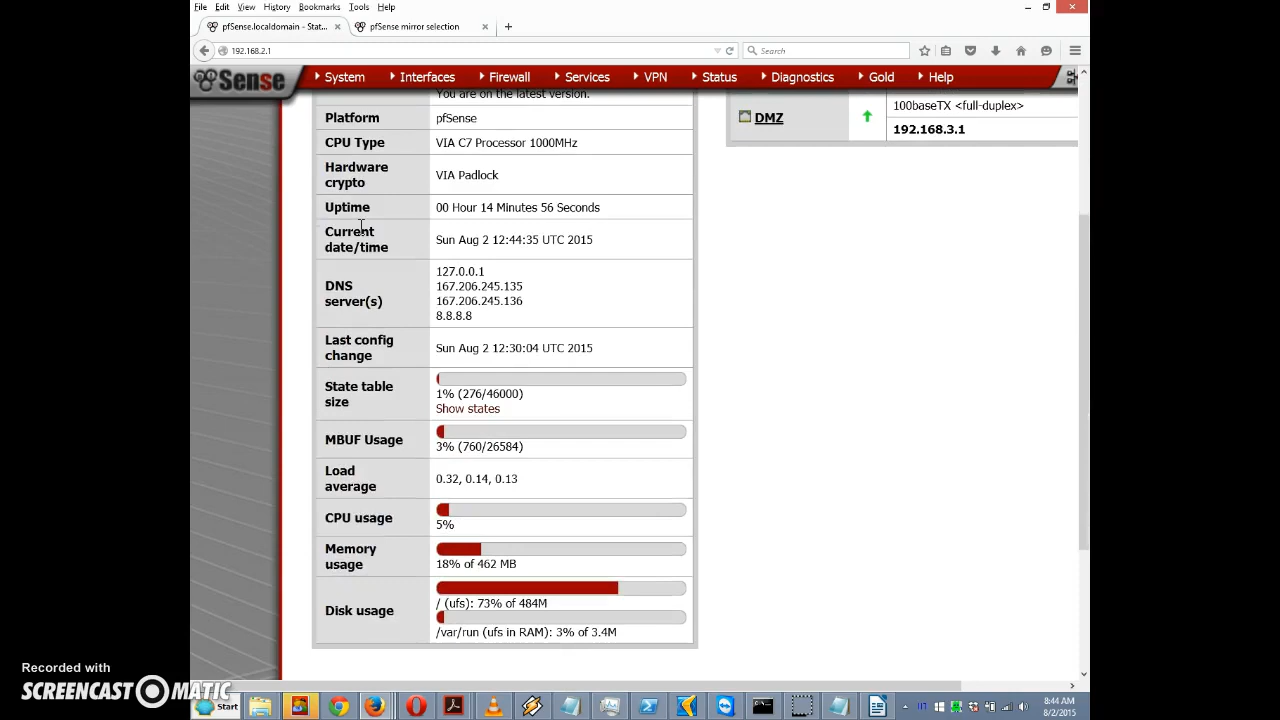 File Edit View History Bookmarks Tools Help
pfSense.localdomain - Stat... × pfSense mirror selection × +
192.168.2.1 Search
Sense System Interfaces Firewall Services VPN Status Diagnostics Gold Help
You are on the latest version.
Platform pfSense
CPU Type VIA C7 Processor 1000MHz
Hardware
crypto
VIA Padlock
Uptime 00 Hour 14 Minutes 56 Seconds
Current
date/time
Sun Aug 2 12:44:35 UTC 2015
DNS
server(s)
127.0.0.1
167.206.245.135
167.206.245.136
8.8.8.8
Last config
change
Sun Aug 2 12:30:04 UTC 2015
State table
size
1% (276/46000)
Show states
MBUF Usage
3% (760/26584)
Load
average
0.32, 0.14, 0.13
CPU usage
5%
Memory
usage
18% of 462 MB
Disk usage
/ (ufs): 73% of 484M
/var/run (ufs in RAM): 3% of 3.4M
DMZ
100baseTX <full-duplex>
192.168.3.1
Recorded with
SCREENCAST MATIC
Start
8:44 AM
8/2/2015